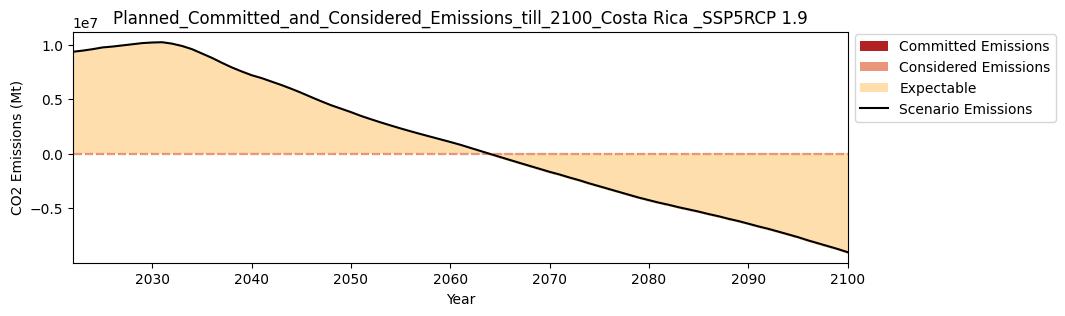 Planned_Committed_and_Considered_Emissions_till_2100_Costa Rica _SSP5RCP 1.9
1e7
1.0
0.5
0.0
−0.5
CO2 Emissions (Mt)
2030 2040 2050 2060 2070 2080 2090 2100
Year
Committed Emissions
Considered Emissions
Expectable
Scenario Emissions